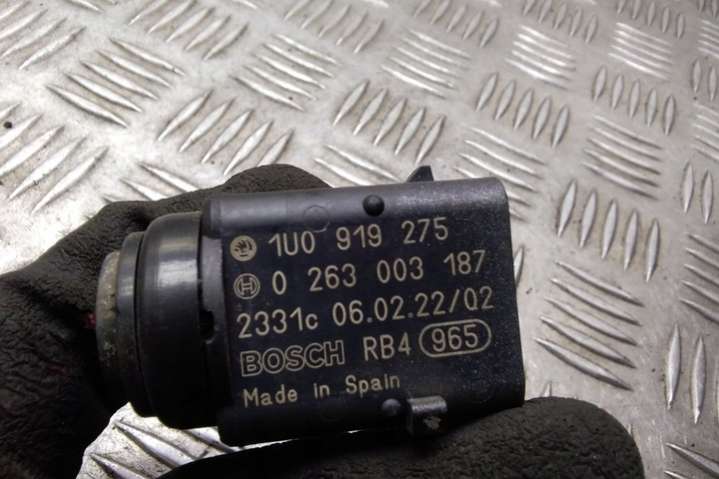 1U0 919 275
0 263 003 187
2331c 06.02.22/02
BOSCH RB4 965
Made in Spain